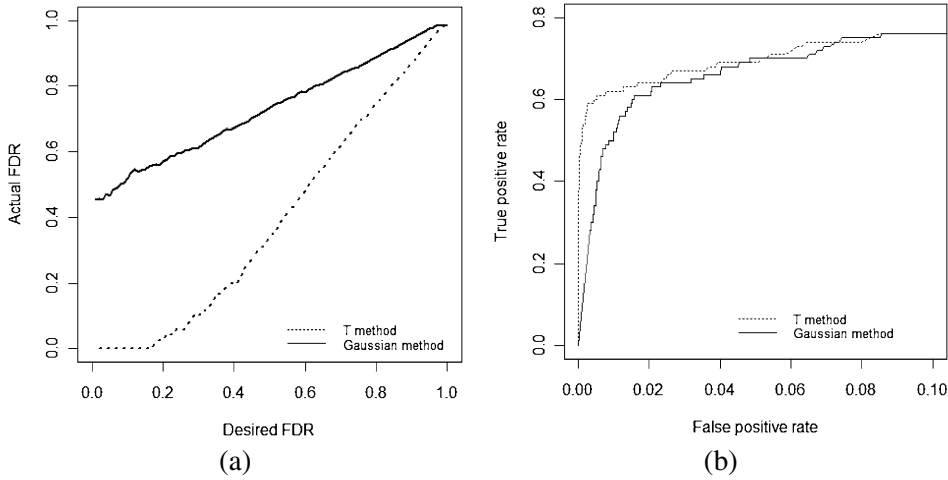 1.0
0.8
0.6
0.4
0.2
0.0
Actual FDR
T method
Gaussian method
0.0 0.2 0.4 0.6 0.8 1.0
Desired FDR
(a)
0.8
0.6
0.4
0.2
0.0
True positive rate
T method
Gaussian method
0.00 0.02 0.04 0.06 0.08 0.10
False positive rate
(b)